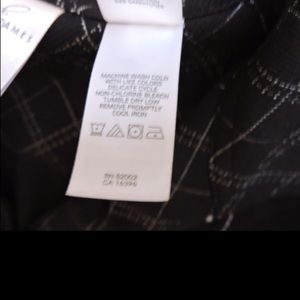 JAMES
MACHINE WASH COLD
WITH LIKE COLORS
DELICATE CYCLE
NON-CHLORINE BLEACH
TUMBLE DRY LOW
REMOVE PROMPTLY
COOL IRON
RN 52002
CA 16396